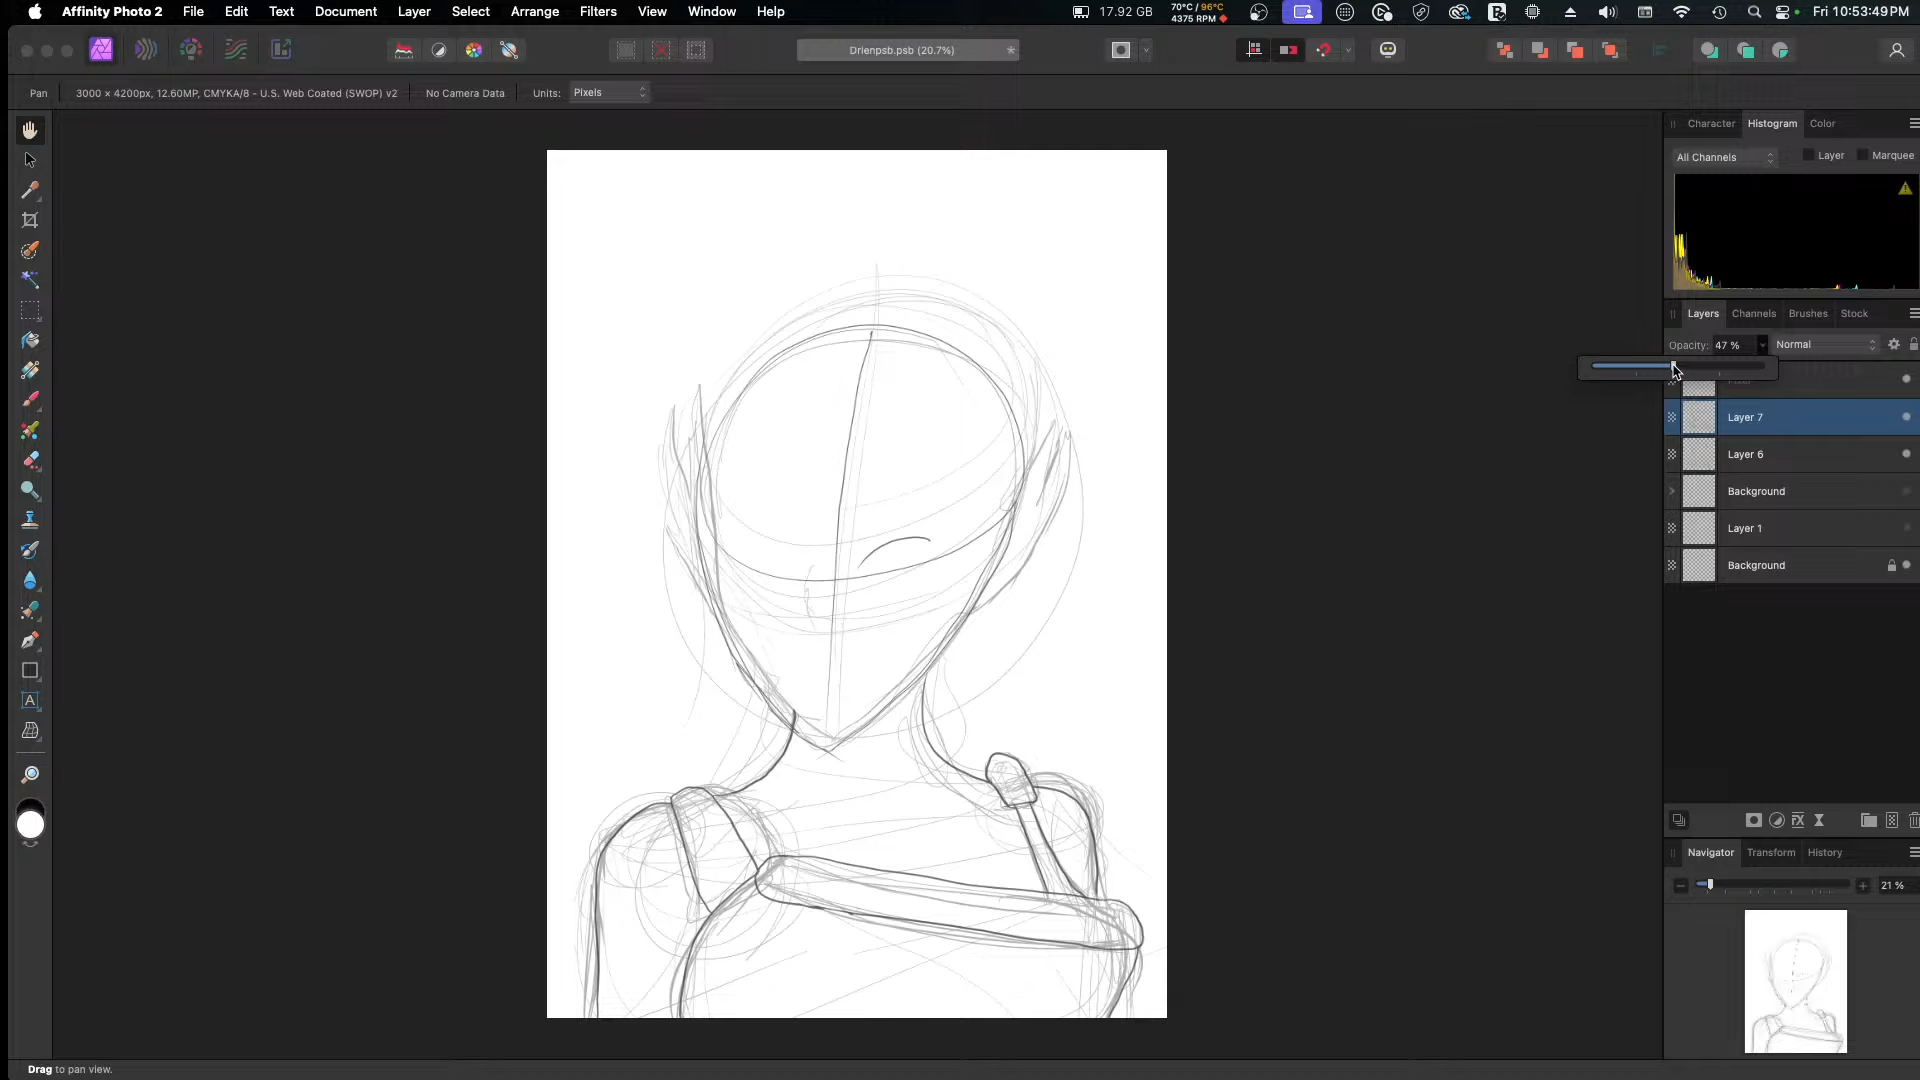 Affinity Photo 2 File Edit Text Document Layer Select Arrange Filters View Window Help 17.92 GB 70°C / 96°C 4375 RPM Fri 10:53:49 PM
Drlenpsb.psb (20.7%) *
Pan 3000 × 4200px, 12.60MP, CMYKA/8 - U.S. Web Coated (SWOP) v2 No Camera Data Units: Pixels
Character Histogram Color
All Channels Layer Marquee
Layers Channels Brushes Stock
Opacity: 47 % Normal
Layer 7
Layer 6
Background
Layer 1
Background
Navigator Transform History
21 %
Drag to pan view.